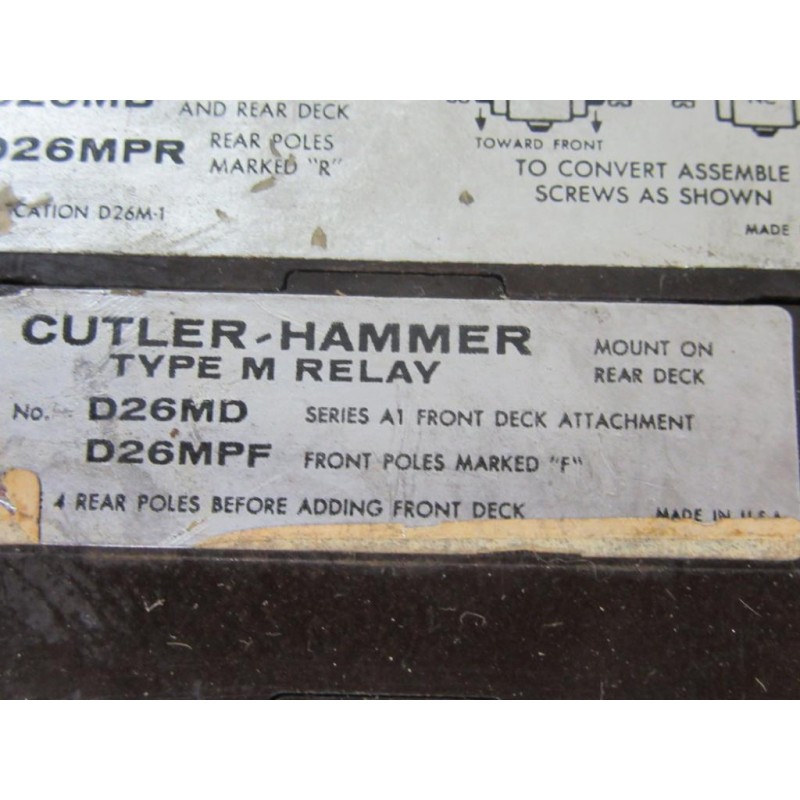 AND REAR DECK
D26MPR REAR POLES
MARKED "R"
TOWARD FRONT
TO CONVERT ASSEMBLE
SCREWS AS SHOWN
CATION D26M-1
MADE
CUTLER-HAMMER MOUNT ON
TYPE M RELAY REAR DECK
No. D26MD SERIES A1 FRONT DECK ATTACHMENT
D26MPF FRONT POLES MARKED "F"
4 REAR POLES BEFORE ADDING FRONT DECK MADE IN U.S.A.